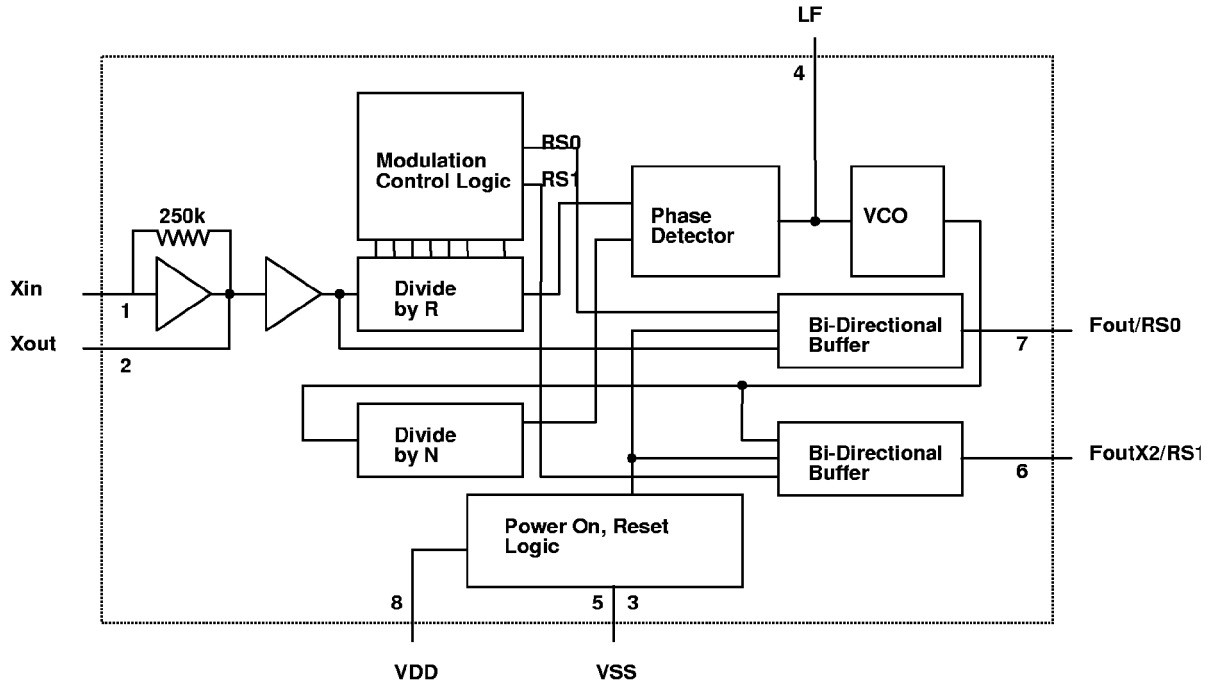 LF
4
RS0
Modulation
Control Logic
RS1
250k
Phase
Detector
VCO
Xin
1
Divide
by R
Bi-Directional
Buffer
7
Fout/RS0
Xout
2
Divide
by N
Bi-Directional
Buffer
6
FoutX2/RS1
Power On, Reset
Logic
8
5 3
VDD
VSS